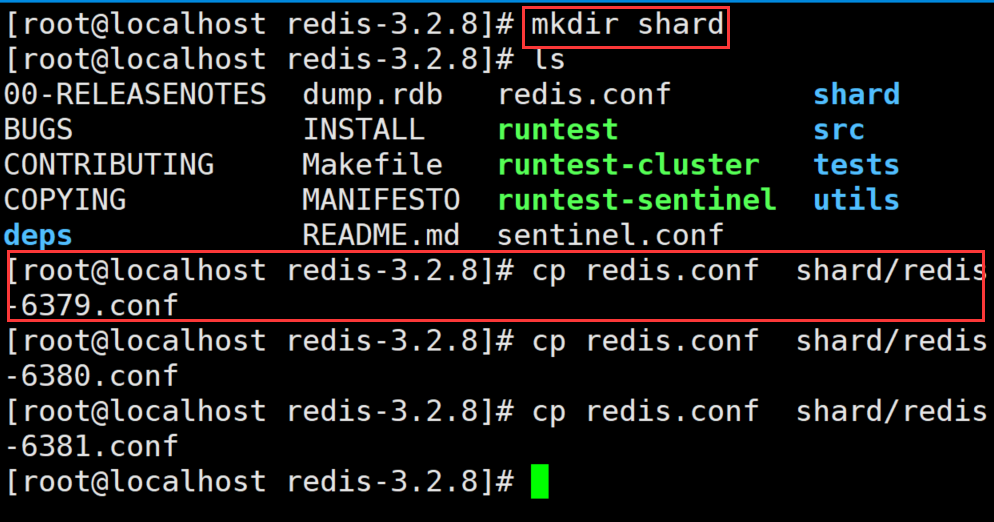 [root@localhost redis-3.2.8]# mkdir shard
[root@localhost redis-3.2.8]# ls
00-RELEASENOTES  dump.rdb   redis.conf        shard
BUGS             INSTALL    runtest           src
CONTRIBUTING     Makefile   runtest-cluster   tests
COPYING          MANIFESTO  runtest-sentinel  utils
deps             README.md  sentinel.conf
[root@localhost redis-3.2.8]# cp redis.conf  shard/redis
-6379.conf
[root@localhost redis-3.2.8]# cp redis.conf  shard/redis
-6380.conf
[root@localhost redis-3.2.8]# cp redis.conf  shard/redis
-6381.conf
[root@localhost redis-3.2.8]#